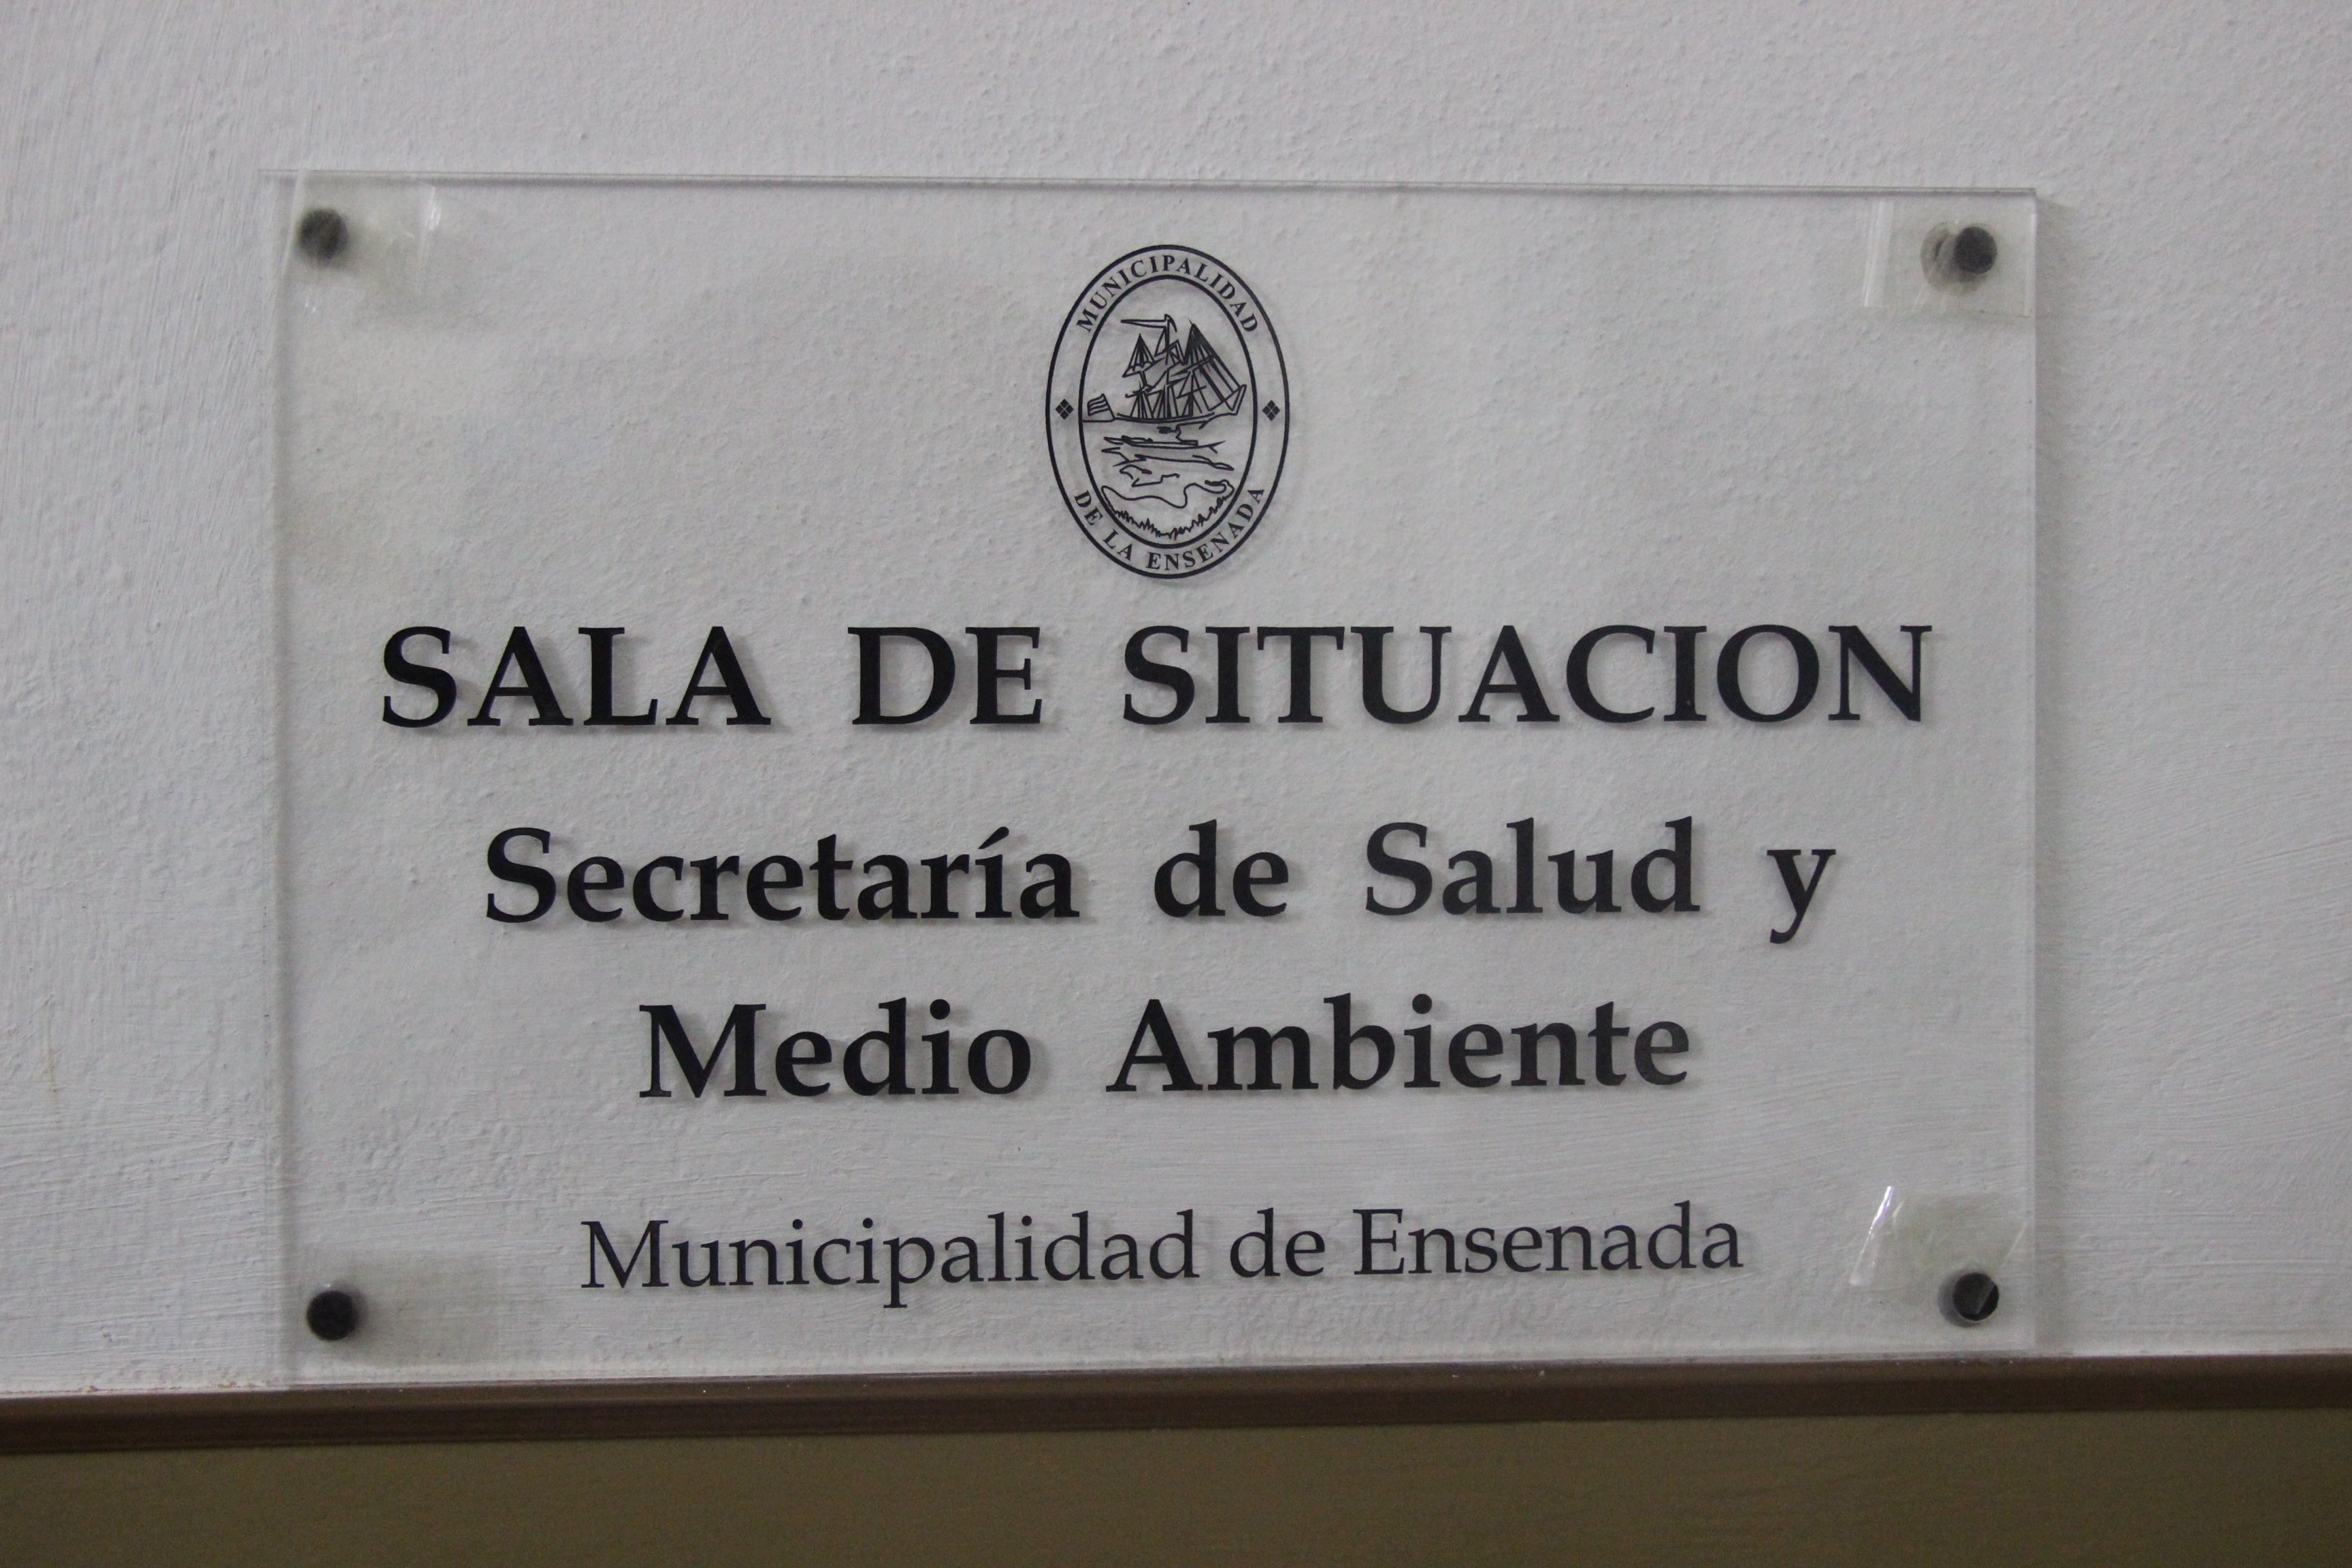 MUNICIPALIDAD
DE LA ENSENADA
SALA DE SITUACION
Secretaría de Salud y
Medio Ambiente
Municipalidad de Ensenada